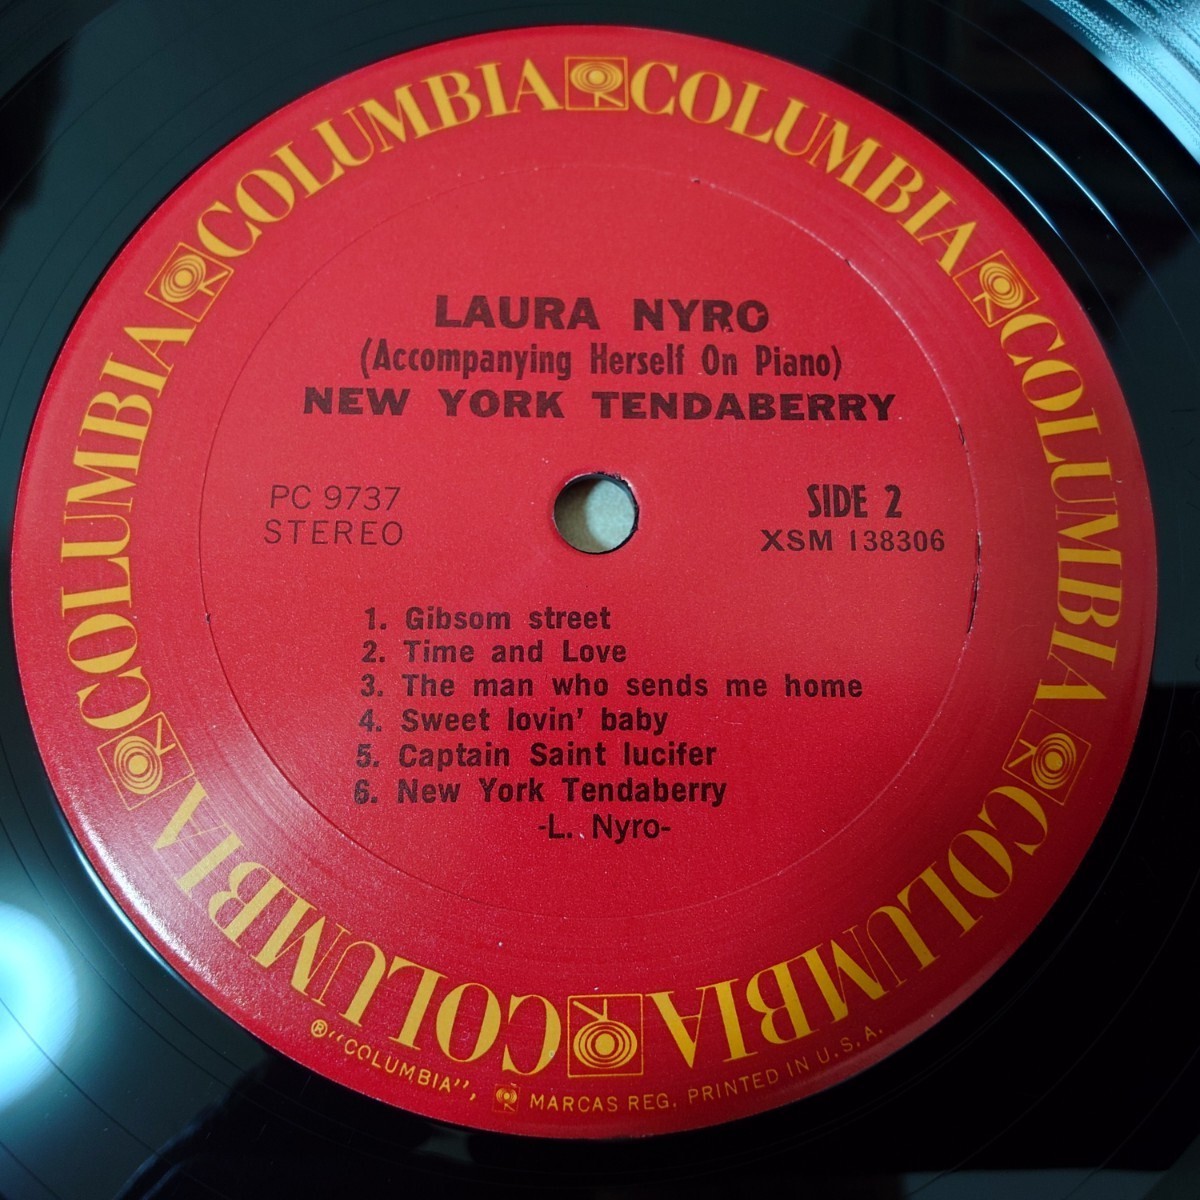 COLUMBIA COLUMBIA COLUMBIA COLUMBIA COLUMBIA COLUMBIA COLUMBIA COLUMBIA
LAURA NYRO
(Accompanying Herself On Piano)
NEW YORK TENDABERRY
PC 9737
STEREO
SIDE 2
XSM 138306
1. Gibsom street
2. Time and Love
3. The man who sends me home
4. Sweet lovin' baby
5. Captain Saint lucifer
6. New York Tendaberry
-L. Nyro-
® "COLUMBIA", MARCAS REG. PRINTED IN U.S.A.